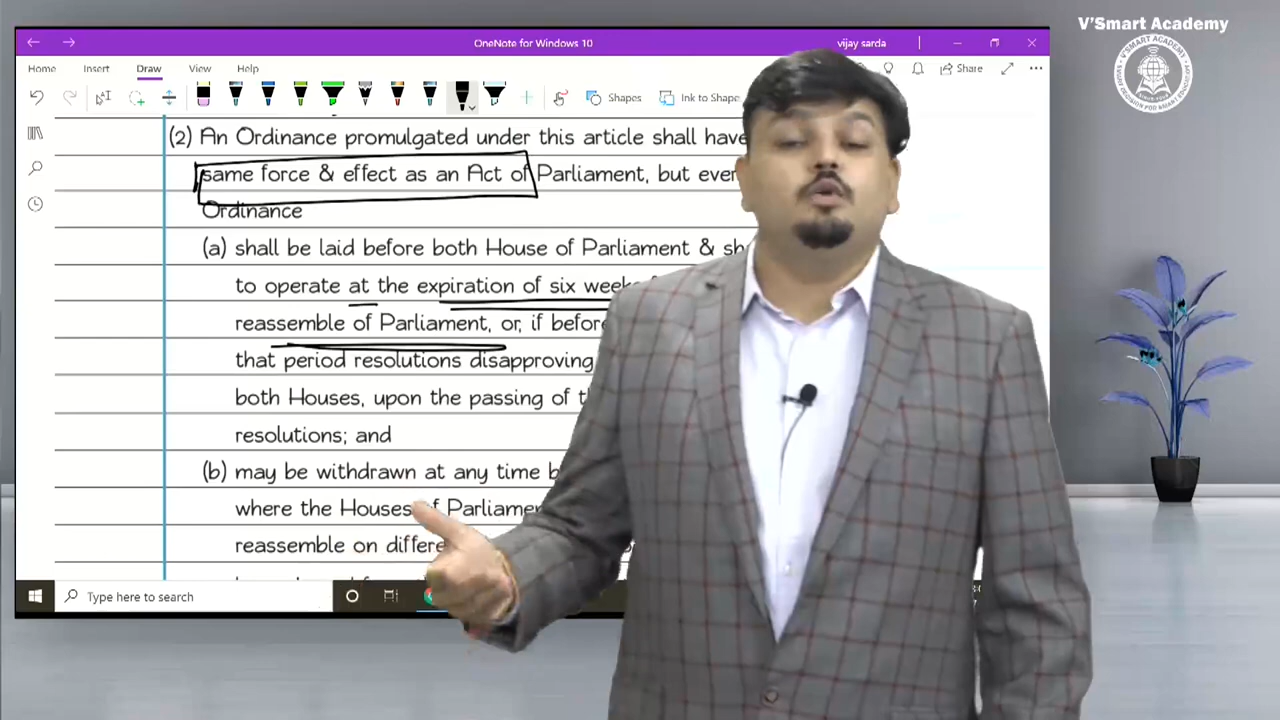 V'Smart Academy
OneNote for Windows 10
vijay sarda
Home Insert Draw View Help
Share
Shapes
Ink to Shape
(2) An Ordinance promulgated under this article shall have
same force & effect as an Act of Parliament, but ever
Ordinance
(a) shall be laid before both House of Parliament & sh
to operate at the expiration of six weeks
reassemble of Parliament, or, if before
that period resolutions disapproving
both Houses, upon the passing of th
resolutions; and
(b) may be withdrawn at any time b
where the Houses of Parliamen
reassemble on differe
Type here to search